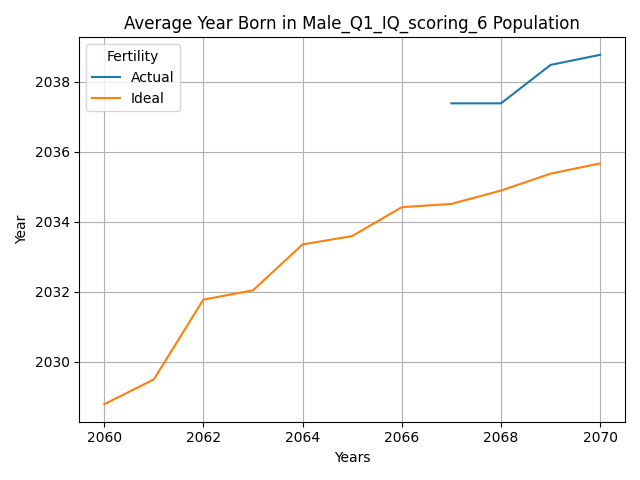 Average Year Born in Male_Q1_IQ_scoring_6 Population
Fertility
Actual
Ideal
2038
2036
2034
2032
2030
Year
2060
2062
2064
2066
2068
2070
Years